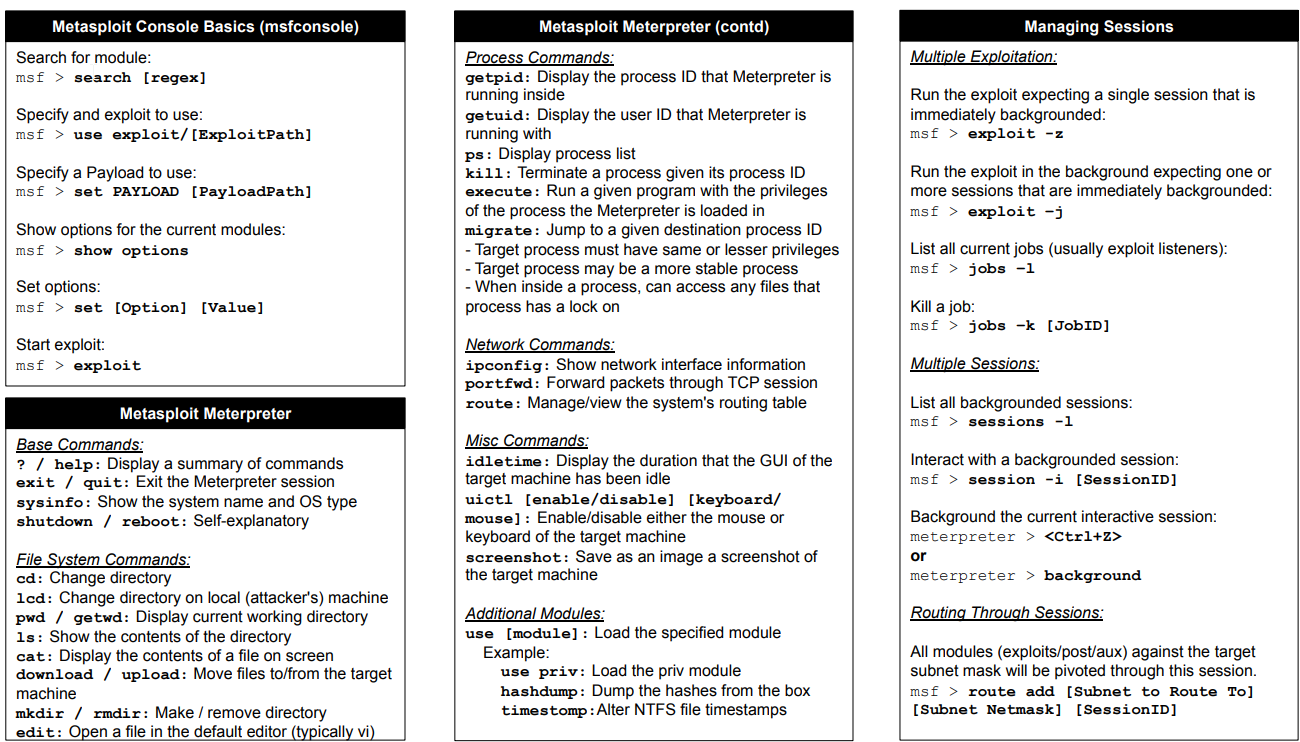 Metasploit Console Basics (msfconsole)
Search for module:
msf > search [regex]
Specify and exploit to use:
msf > use exploit/[ExploitPath]
Specify a Payload to use:
msf > set PAYLOAD [PayloadPath]
Show options for the current modules:
msf > show options
Set options:
msf > set [Option] [Value]
Start exploit:
msf > exploit
Metasploit Meterpreter
Base Commands:
? / help: Display a summary of commands
exit / quit: Exit the Meterpreter session
sysinfo: Show the system name and OS type
shutdown / reboot: Self-explanatory
File System Commands:
cd: Change directory
lcd: Change directory on local (attacker's) machine
pwd / getwd: Display current working directory
ls: Show the contents of the directory
cat: Display the contents of a file on screen
download / upload: Move files to/from the target
machine
mkdir / rmdir: Make / remove directory
edit: Open a file in the default editor (typically vi)
Metasploit Meterpreter (contd)
Process Commands:
getpid: Display the process ID that Meterpreter is
running inside
getuid: Display the user ID that Meterpreter is
running with
ps: Display process list
kill: Terminate a process given its process ID
execute: Run a given program with the privileges
of the process the Meterpreter is loaded in
migrate: Jump to a given destination process ID
- Target process must have same or lesser privileges
- Target process may be a more stable process
- When inside a process, can access any files that
process has a lock on
Network Commands:
ipconfig: Show network interface information
portfwd: Forward packets through TCP session
route: Manage/view the system's routing table
Misc Commands:
idletime: Display the duration that the GUI of the
target machine has been idle
uictl [enable/disable] [keyboard/
mouse]: Enable/disable either the mouse or
keyboard of the target machine
screenshot: Save as an image a screenshot of
the target machine
Additional Modules:
use [module]: Load the specified module
Example:
use priv: Load the priv module
hashdump: Dump the hashes from the box
timestomp:Alter NTFS file timestamps
Managing Sessions
Multiple Exploitation:
Run the exploit expecting a single session that is
immediately backgrounded:
msf > exploit -z
Run the exploit in the background expecting one or
more sessions that are immediately backgrounded:
msf > exploit –j
List all current jobs (usually exploit listeners):
msf > jobs –l
Kill a job:
msf > jobs –k [JobID]
Multiple Sessions:
List all backgrounded sessions:
msf > sessions -l
Interact with a backgrounded session:
msf > session -i [SessionID]
Background the current interactive session:
meterpreter > <Ctrl+Z>
or
meterpreter > background
Routing Through Sessions:
All modules (exploits/post/aux) against the target
subnet mask will be pivoted through this session.
msf > route add [Subnet to Route To]
[Subnet Netmask] [SessionID]